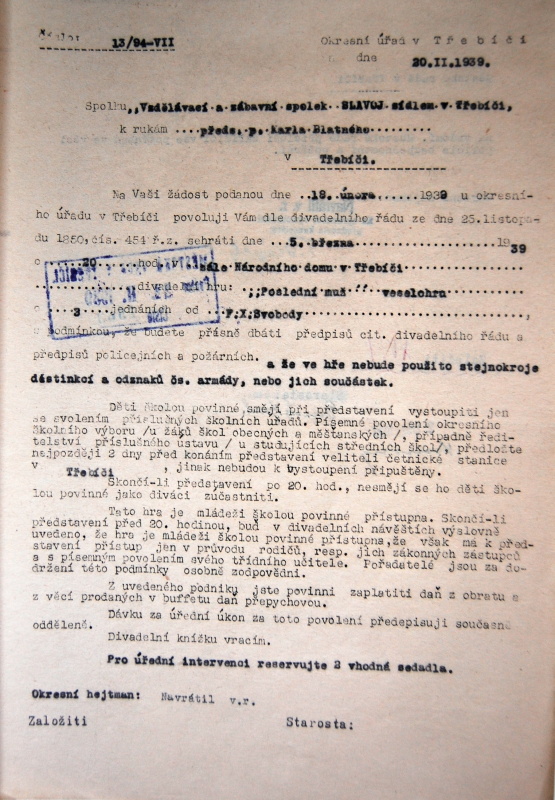 Číslo: 13/94-VII Okresní úřad v Třebíči
dne 20.II.1939.
Spolku,,Vzdělávací a zábavní spolek SLAVOJ sídlem v Třebíči,
k rukám ....předs. p. Karla Blatného.........
v Třebíči.
Na Vaši žádost podanou dne ..19. února... 1939 u okresní-
ho úřadu v Třebíči povoluji Vám dle divadelního řádu ze dne 25.listopa-
du 1850,čís. 454 ř.z. sehráti dne ..5. března.......... 1939
o ....20.... hod. v sále Národního domu v Třebíči
divadelní hru: ,,Poslední muž'' veselohru
o ...3... jednáních od ...F.X.Svobody..............,
s podmínkou, že budete přísně dbáti předpisů cit. divadelního řádu a
předpisů policejních a požárních. a že ve hře nebude použito stejnokroje
distinkcí a odznaků čs. armády, nebo jich součástek.
Děti školou povinné smějí při představení vystoupiti jen
se svolením příslušných školních úřadů. Písemné povolení okresního
školního výboru /u žáků škol obecných a měšťanských /, případně ředi-
telství příslušného ústavu / u studujících středních škol/, předložte
nejpozději 2 dny před konáním představení veliteli četnické stanice
v Třebíči , jinak nebudou k vystoupení připuštěny.
Skončí-li představení po 20. hod., nesmějí se ho děti ško-
lou povinné jako diváci zúčastniti.
Tato hra je mládeži školou povinné přístupna. Skončí-li
představení před 20. hodinou, buď v divadelních návěštích výslovně
uvedeno, že hra je mládeži školou povinné přístupna,že však má k před-
stavení přístup jen v průvodu rodičů, resp. jich zákonných zástupců
a s písemným povolením svého třídního učitele. Pořadatelé jsou za do-
držení této podmínky osobně zodpovědni.
Z uvedeného podniku jste povinni zaplatiti daň z obratu a
z věcí prodaných v buffetu daň přepychovou.
Dávku za úřední úkon za toto povolení předepisuji současně
odděleně.
Divadelní knížku vracím.
Pro úřední intervenci reservujte 2 vhodná sedadla.
Okresní hejtman: Navrátil v.r.
Založiti Starosta: